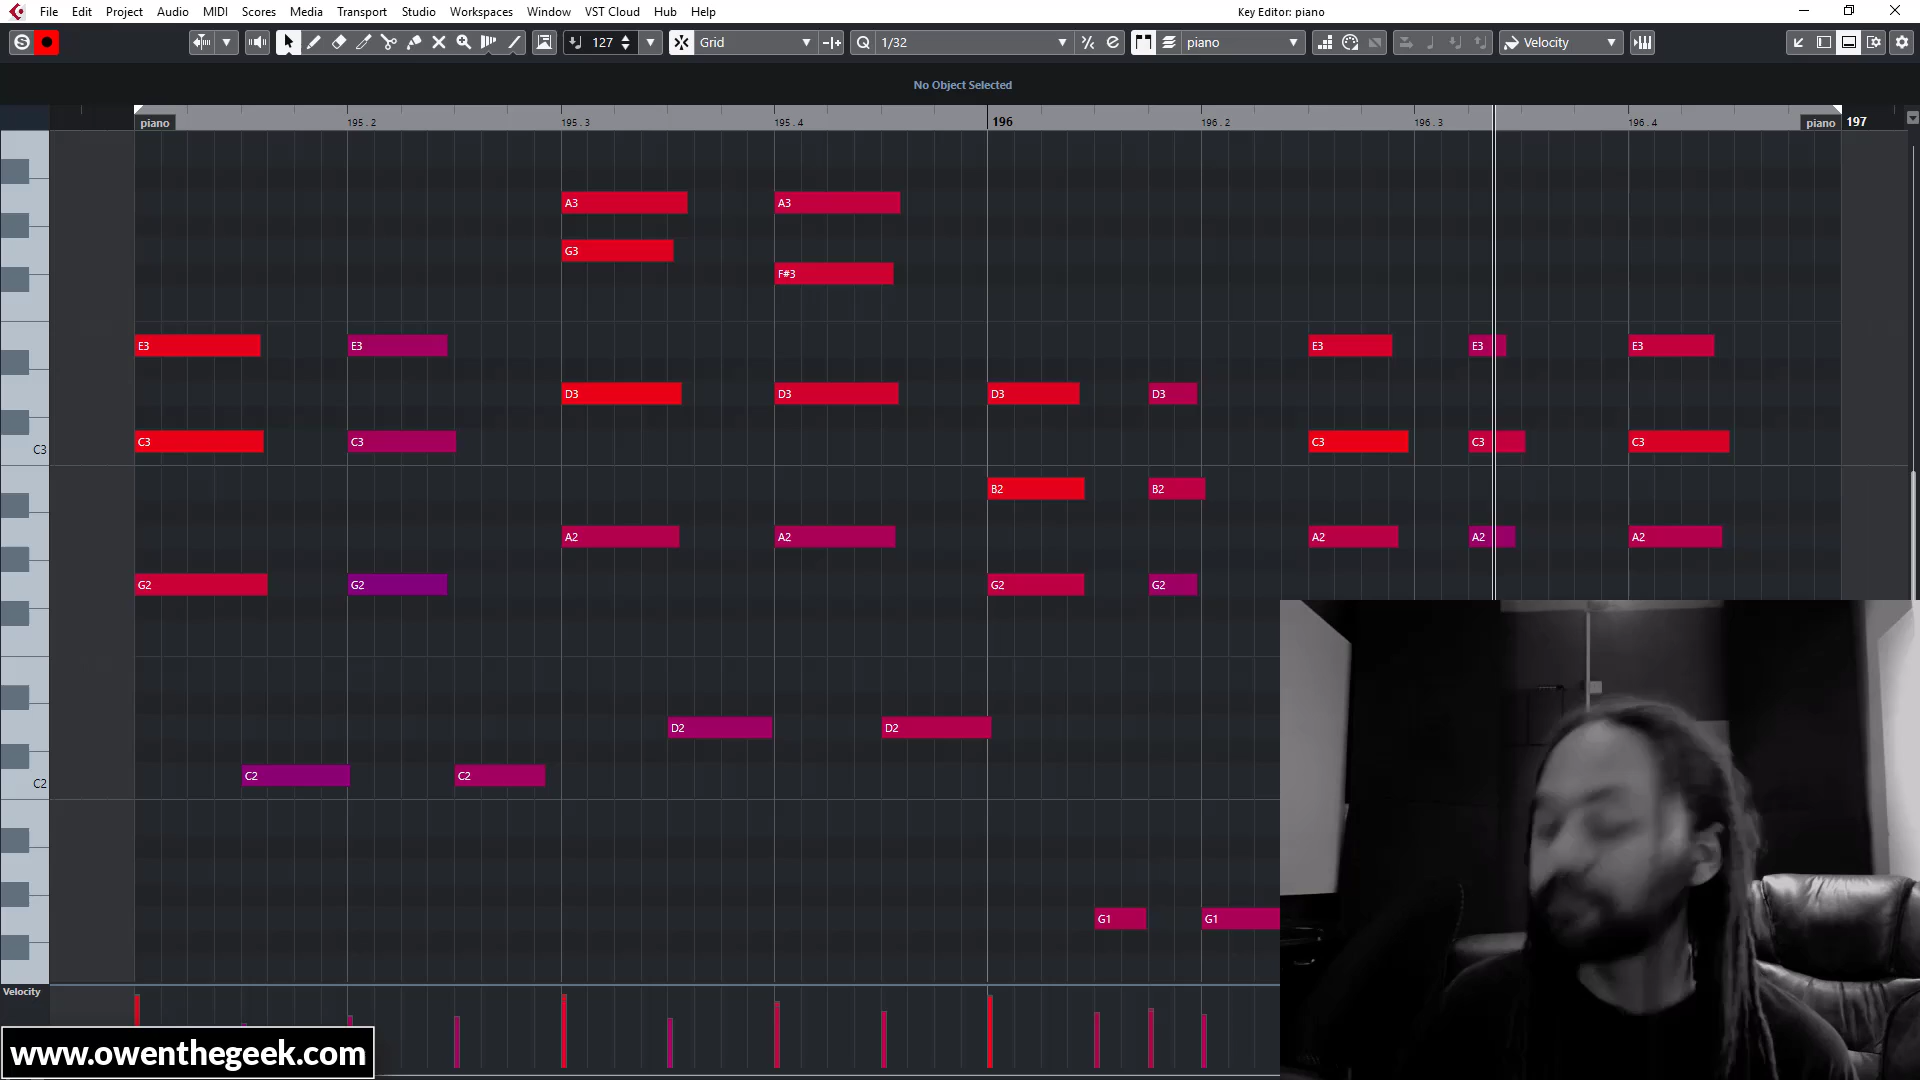 File Edit Project Audio MIDI Scores Media Transport Studio Workspaces Window VST Cloud Hub Help Key Editor: piano
S 127 Grid Q 1/32 piano Velocity
No Object Selected
piano 195.2 195.3 195.4 196 196.2 196.3 196.4 piano 197
A3 A3
G3
F#3
E3 E3 E3 E3 E3
D3 D3 D3 D3
C3 C3 C3 C3 C3 C3
B2 B2
A2 A2 A2 A2 A2
G2 G2 G2 G2
D2 D2
C2 C2 C2
G1 G1
Velocity
www.owenthegeek.com